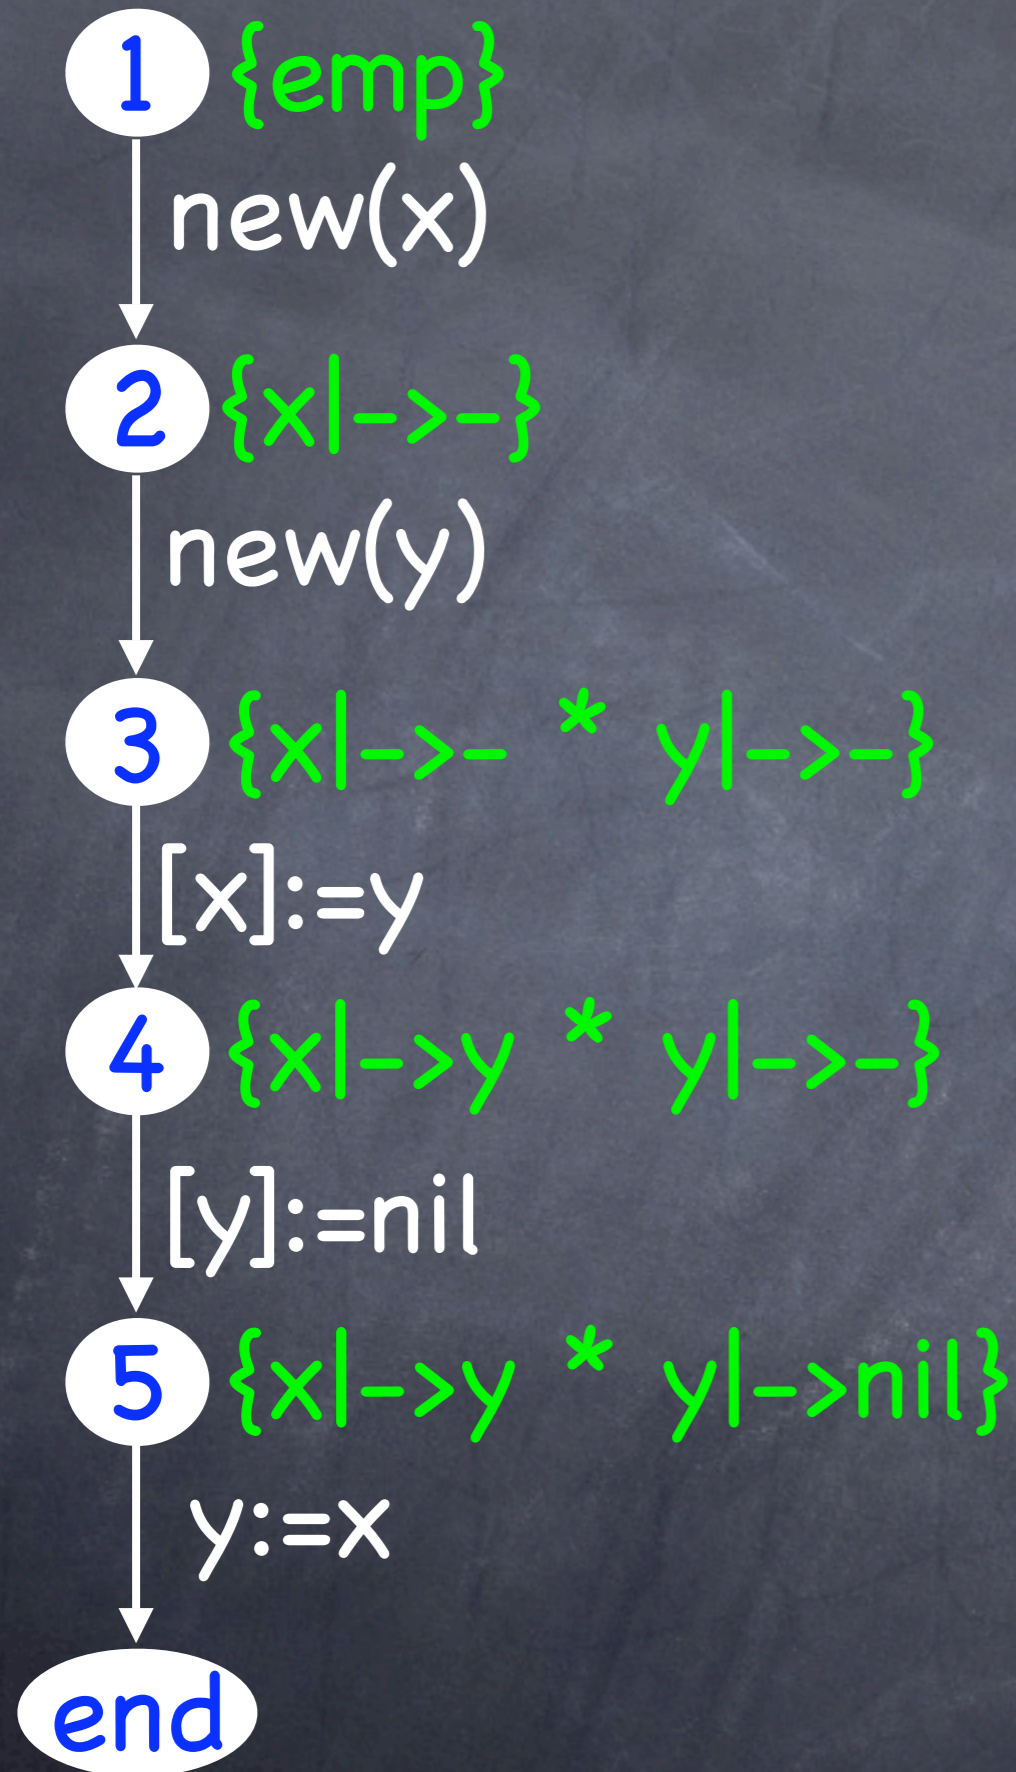 1 {emp}
new(x)
2 {x|->-}
new(y)
3 {x|->- * y|->-}
[x]:=y
4 {x|->y * y|->-}
[y]:=nil
5 {x|->y * y|->nil}
y:=x
end